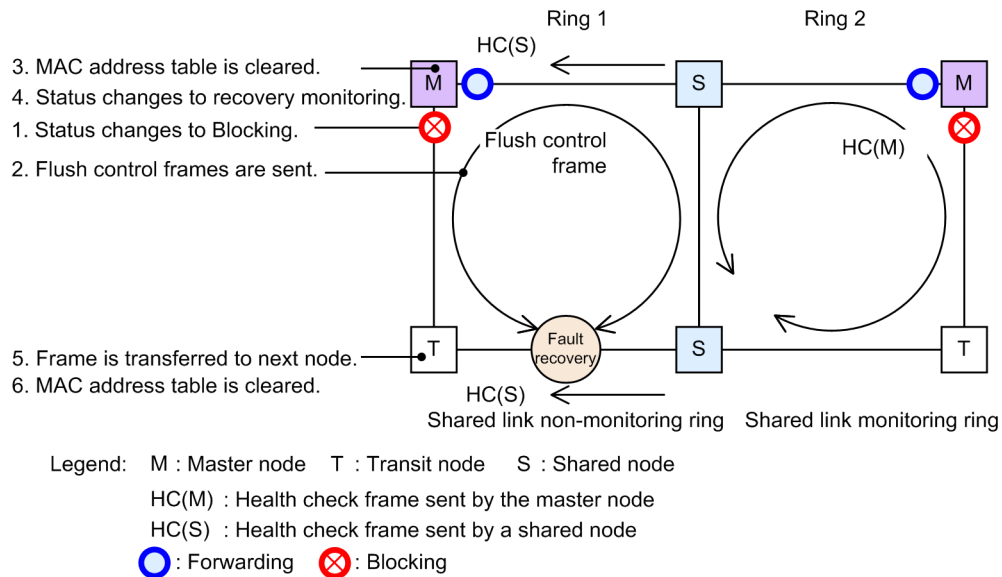 Ring 1
Ring 2
HC(S)
3. MAC address table is cleared.
M
S
M
4. Status changes to recovery monitoring.
1. Status changes to Blocking.
Flush control
frame
HC(M)
2. Flush control frames are sent.
5. Frame is transferred to next node.
T
Fault
recovery
S
T
6. MAC address table is cleared.
HC(S)
Shared link non-monitoring ring
Shared link monitoring ring
Legend: M : Master node T : Transit node S : Shared node
HC(M) : Health check frame sent by the master node
HC(S) : Health check frame sent by a shared node
: Forwarding : Blocking